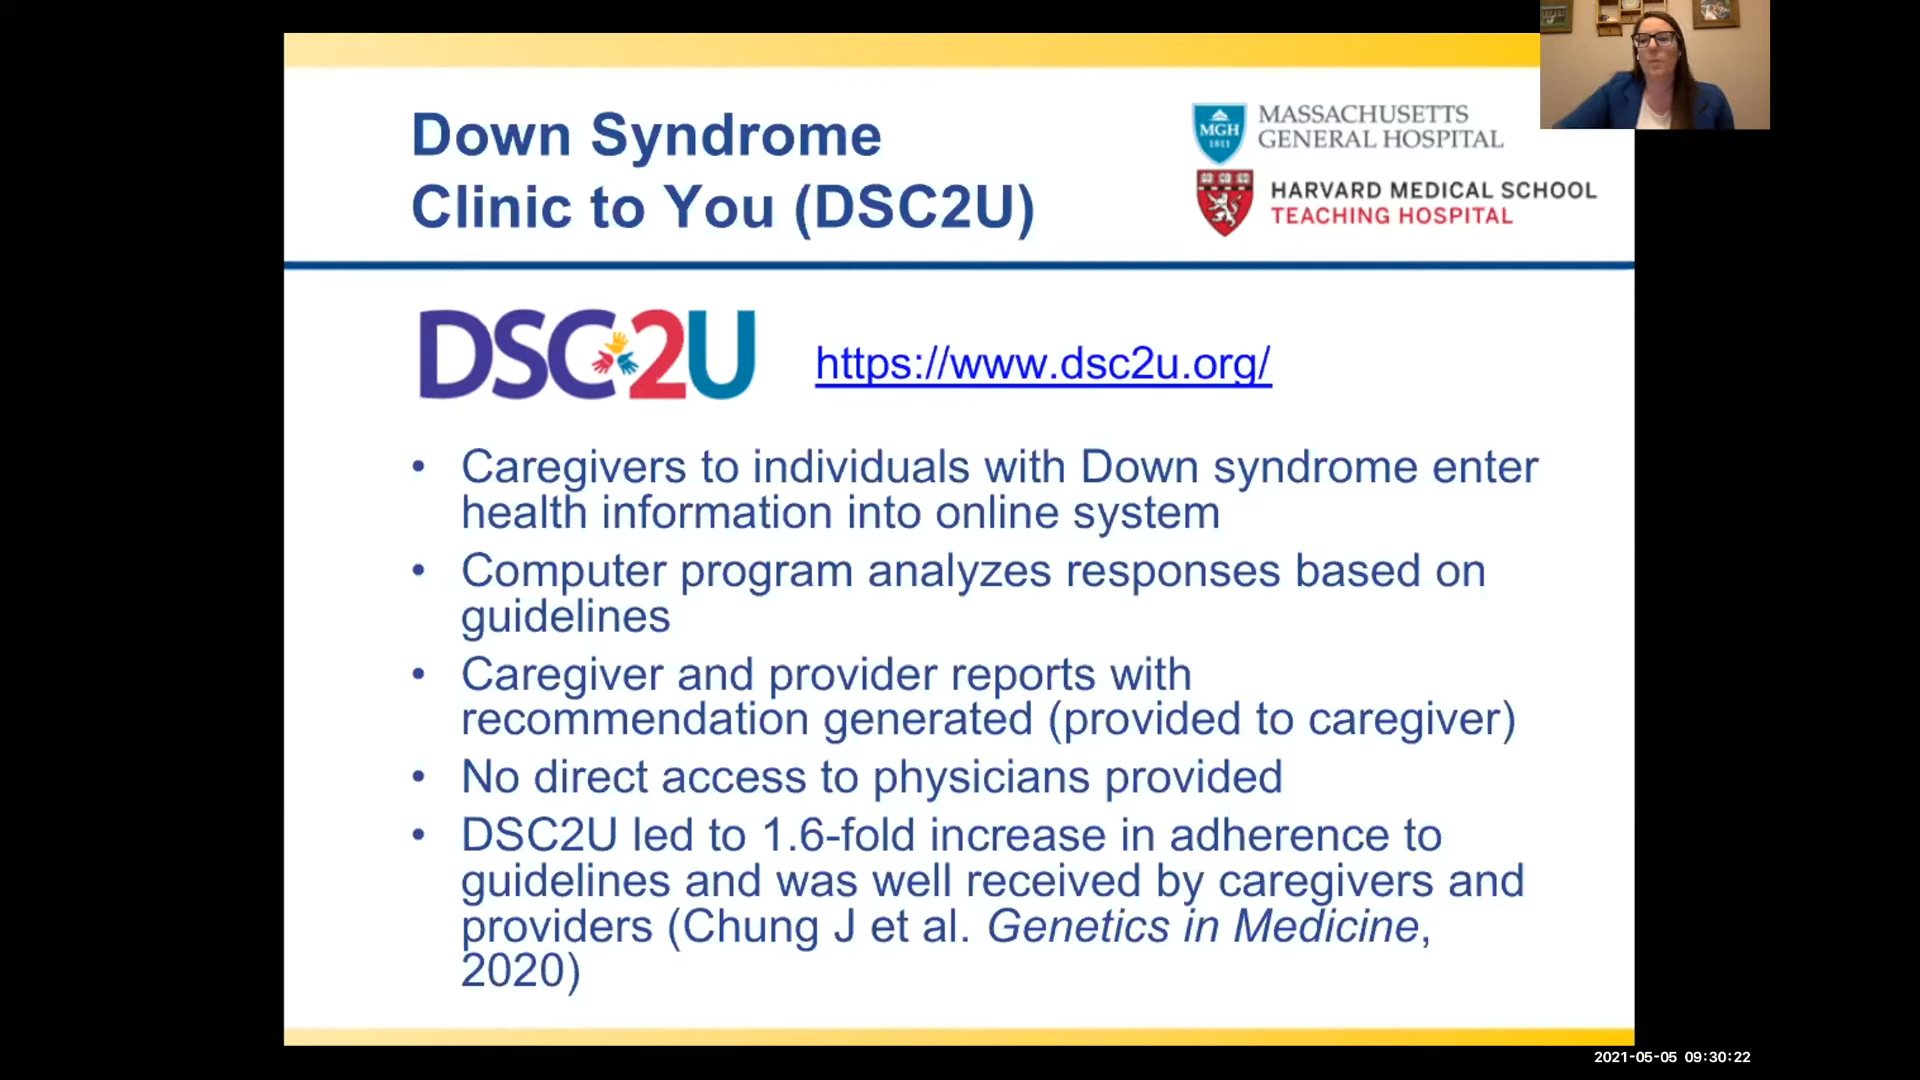 Down Syndrome
Clinic to You (DSC2U)
MGH
1811
MASSACHUSETTS
GENERAL HOSPITAL
HARVARD MEDICAL SCHOOL
TEACHING HOSPITAL
DSC2U
https://www.dsc2u.org/
• Caregivers to individuals with Down syndrome enter
health information into online system
• Computer program analyzes responses based on
guidelines
• Caregiver and provider reports with
recommendation generated (provided to caregiver)
• No direct access to physicians provided
• DSC2U led to 1.6-fold increase in adherence to
guidelines and was well received by caregivers and
providers (Chung J et al. Genetics in Medicine,
2020)
2021-05-05 09:30:22